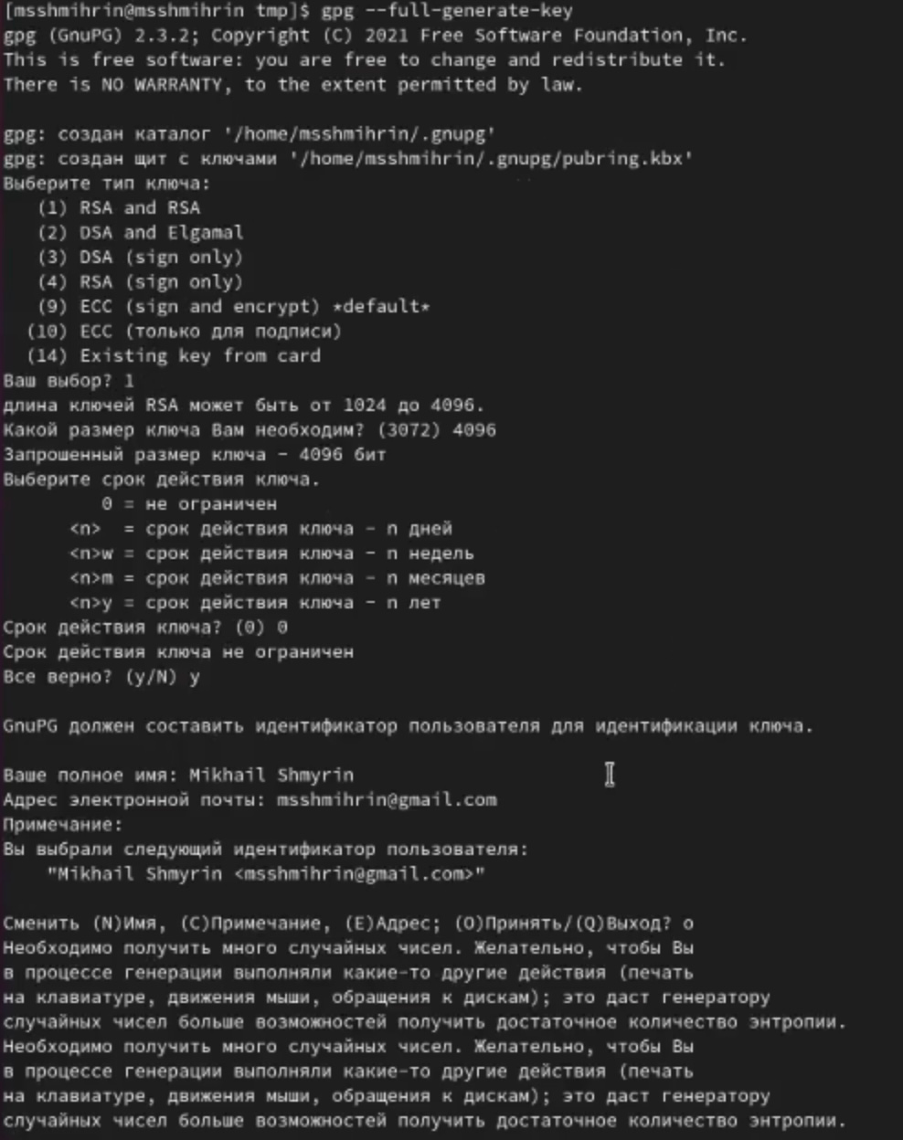 [msshmihrin@msshmihrin tmp]$ gpg --full-generate-key
gpg (GnuPG) 2.3.2; Copyright (C) 2021 Free Software Foundation, Inc.
This is free software: you are free to change and redistribute it.
There is NO WARRANTY, to the extent permitted by law.
gpg: создан каталог '/home/msshmihrin/.gnupg'
gpg: создан щит с ключами '/home/msshmihrin/.gnupg/pubring.kbx'
Выберите тип ключа:
(1) RSA and RSA
(2) DSA and Elgamal
(3) DSA (sign only)
(4) RSA (sign only)
(9) ECC (sign and encrypt) *default*
(10) ECC (только для подписи)
(14) Existing key from card
Ваш выбор? 1
длина ключей RSA может быть от 1024 до 4096.
Какой размер ключа Вам необходим? (3072) 4096
Запрошенный размер ключа - 4096 бит
Выберите срок действия ключа.
0 = не ограничен
<n>  = срок действия ключа - n дней
<n>w = срок действия ключа - n недель
<n>m = срок действия ключа - n месяцев
<n>y = срок действия ключа - n лет
Срок действия ключа? (0) 0
Срок действия ключа не ограничен
Все верно? (y/N) y
GnuPG должен составить идентификатор пользователя для идентификации ключа.
Ваше полное имя: Mikhail Shmyrin
Адрес электронной почты: msshmihrin@gmail.com
Примечание:
Вы выбрали следующий идентификатор пользователя:
"Mikhail Shmyrin <msshmihrin@gmail.com>"
Сменить (N)Имя, (C)Примечание, (E)Адрес; (O)Принять/(Q)Выход? o
Необходимо получить много случайных чисел. Желательно, чтобы Вы
в процессе генерации выполняли какие-то другие действия (печать
на клавиатуре, движения мыши, обращения к дискам); это даст генератору
случайных чисел больше возможностей получить достаточное количество энтропии.
Необходимо получить много случайных чисел. Желательно, чтобы Вы
в процессе генерации выполняли какие-то другие действия (печать
на клавиатуре, движения мыши, обращения к дискам); это даст генератору
случайных чисел больше возможностей получить достаточное количество энтропии.